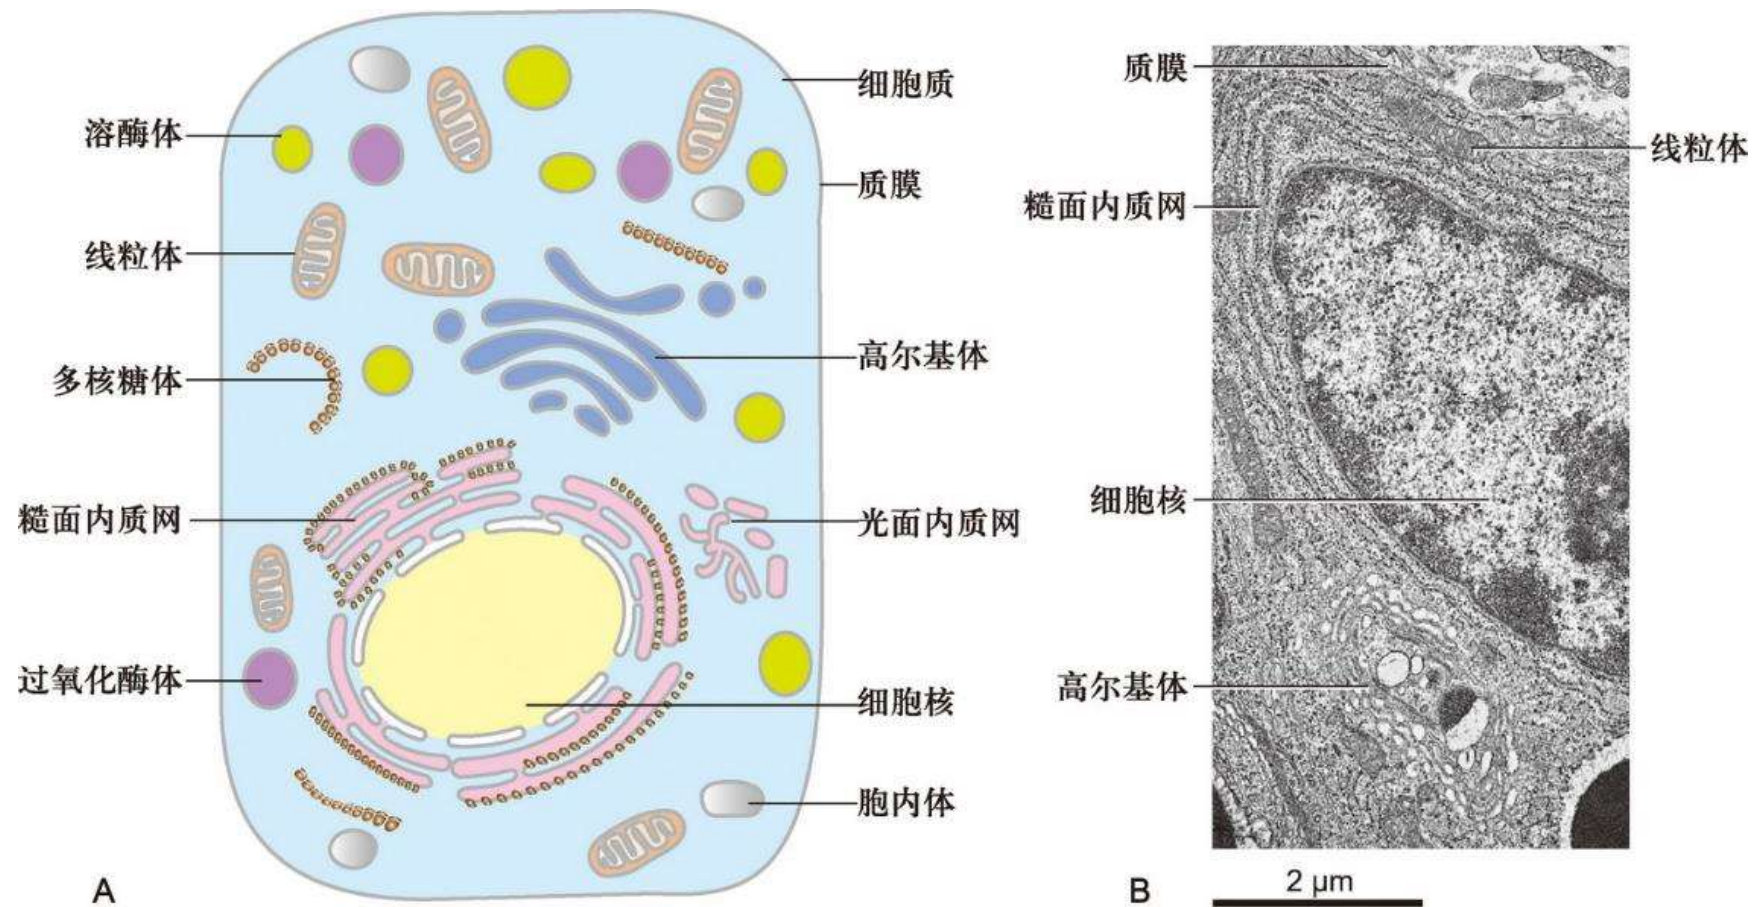 溶酶体
线粒体
多核糖体
糙面内质网
过氧化酶体
细胞质
质膜
高尔基体
光面内质网
细胞核
胞内体
A
质膜
线粒体
糙面内质网
细胞核
高尔基体
B
2 μm